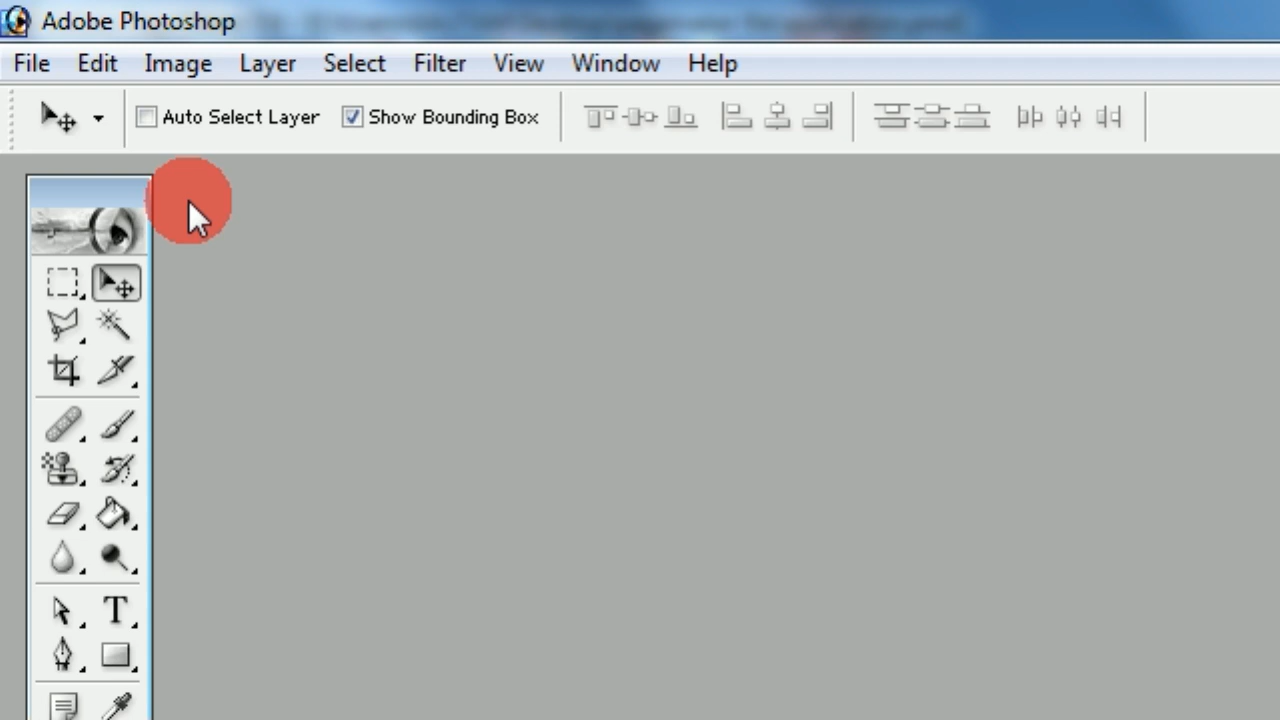 Adobe Photoshop
File Edit Image Layer Select Filter View Window Help
Auto Select Layer Show Bounding Box
T